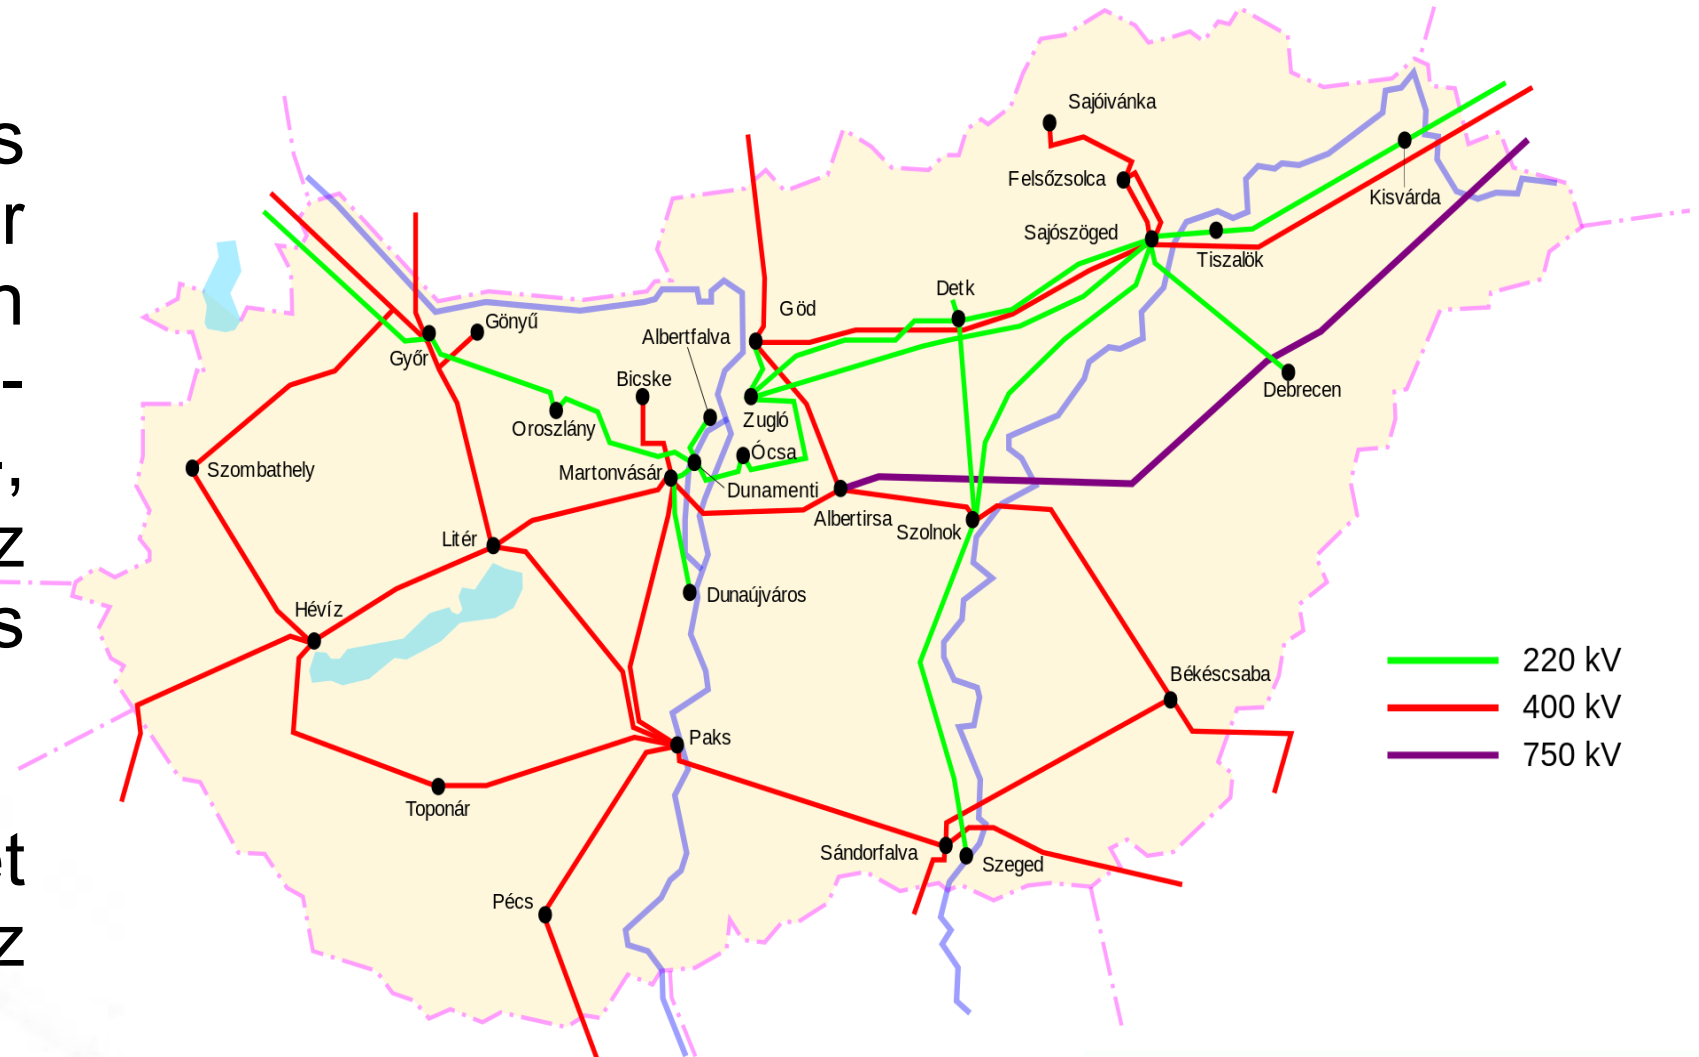 s
r
n
-
,
z
s
et
z
Sajóivánka
Felsőzsolca
Kisvárda
Sajószöged
Tiszalök
Detk
Göd
Gönyű
Albertfalva
Győr
Bicske
Debrecen
Oroszlány
Zugló
Ócsa
Szombathely
Martonvásár
Dunamenti
Albertirsa
Szolnok
Litér
Dunaújváros
Hévíz
220 kV
Békéscsaba
400 kV
Paks
750 kV
Toponár
Sándorfalva
Szeged
Pécs